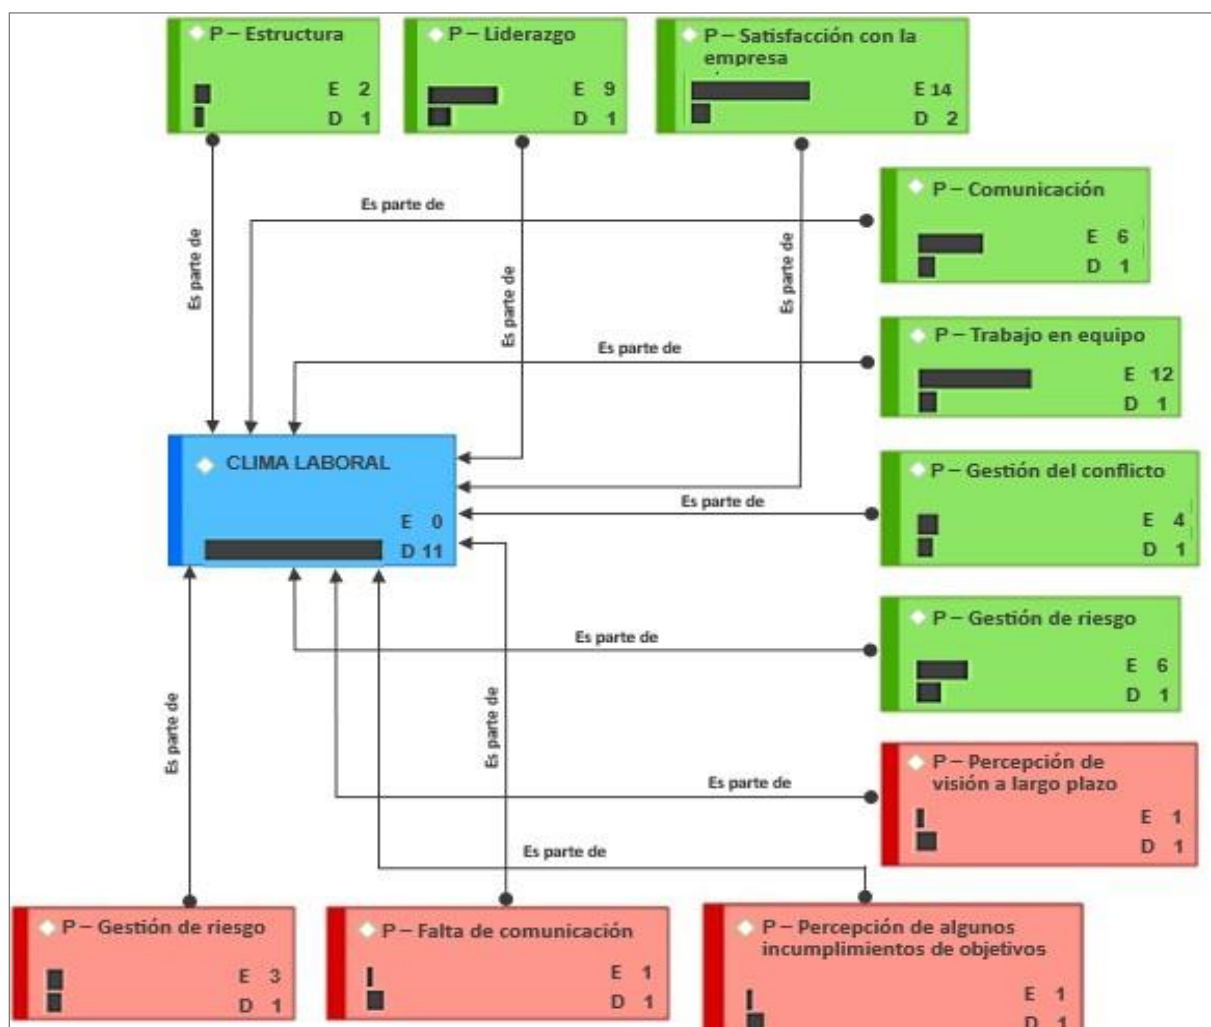 P – Estructura
E 2
D 1
P – Liderazgo
E 9
D 1
P – Satisfacción con la
empresa
E 14
D 2
P – Comunicación
E 6
D 1
Es parte de
Es parte de
Es parte de
Es parte de
P – Trabajo en equipo
E 12
D 1
Es parte de
CLIMA LABORAL
E 0
D 11
P – Gestión del conflicto
E 4
D 1
Es parte de
P – Gestión de riesgo
E 6
D 1
Es parte de
Es parte de
Es parte de
P – Percepción de
visión a largo plazo
E 1
D 1
Es parte de
Es parte de
P – Gestión de riesgo
E 3
D 1
P – Falta de comunicación
E 1
D 1
P – Percepción de algunos
incumplimientos de objetivos
E 1
D 1